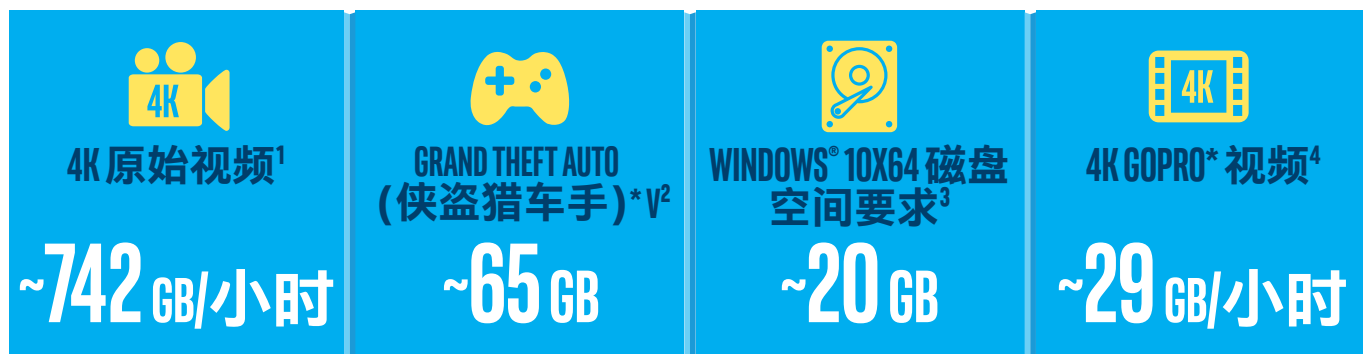 4K
4K 原始视频¹
~742 GB/小时
GRAND THEFT AUTO
(侠盗猎车手)* V²
~65 GB
WINDOWS® 10X64 磁盘
空间要求³
~20 GB
4K
4K GOPRO* 视频⁴
~29 GB/小时